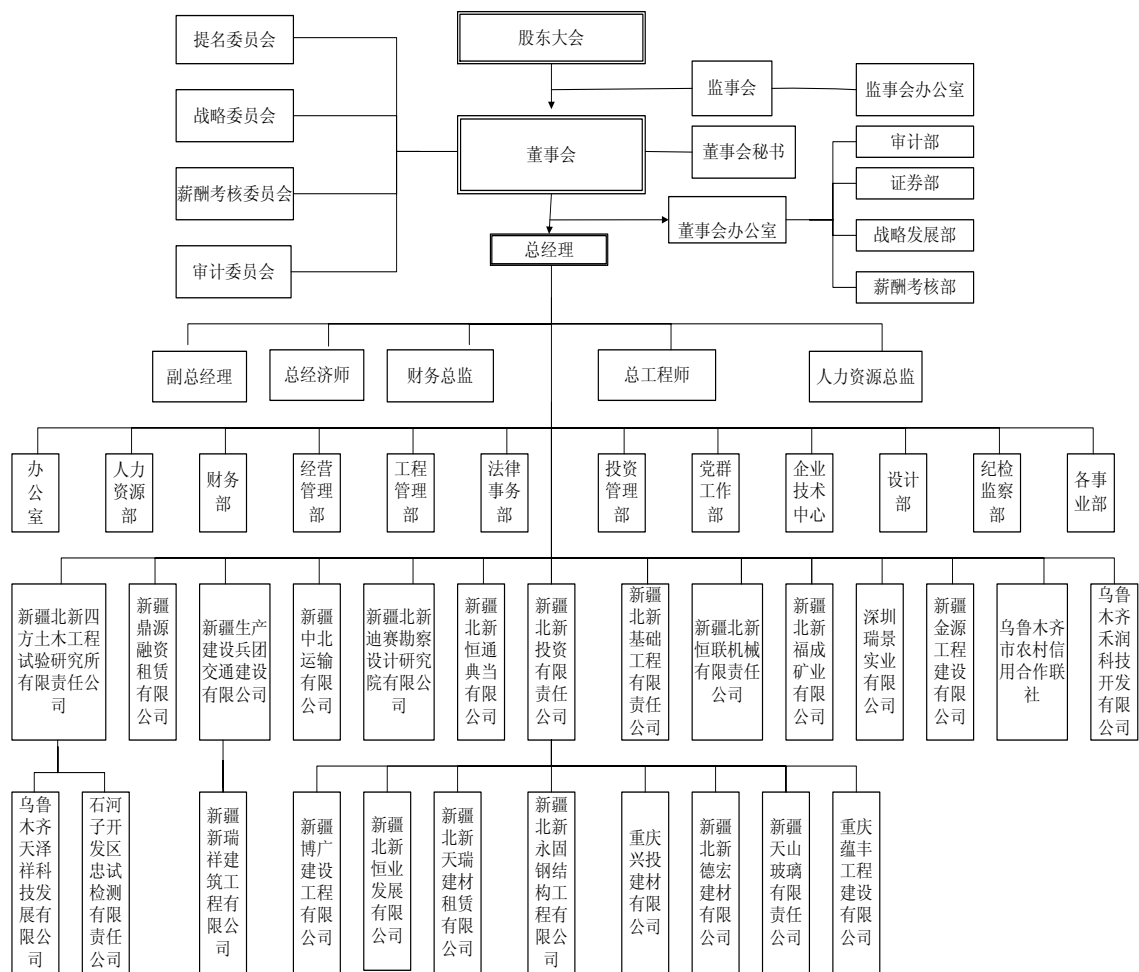 提名委员会
股东大会
监事会
监事会办公室
战略委员会
董事会
董事会秘书
审计部
证券部
薪酬考核委员会
董事会办公室
战略发展部
总经理
审计委员会
薪酬考核部
副总经理
总经济师
财务总监
总工程师
人力资源总监
办
公
室
人力
资源
部
财务
部
经营
管理
部
工程
管理
部
法律
事务
部
投资
管理
部
党群
工作
部
企业
技术
中心
设计
部
纪检
监察
部
各事
业部
新疆北新四
方土木工程
试验研究所
有限责任公
司
新疆
鼎源
融资
租赁
有限
公司
新疆生产
建设兵团
交通建设
有限公司
新疆
中北
运输
有限
公司
新疆北新
迪赛勘察
设计研究
院有限公
司
新疆
北新
恒通
典当
有限
公司
新疆
北新
投资
有限
责任
公司
新疆
北新
基础
工程
有限
责任
公司
新疆北新
恒联机械
有限责任
公司
新疆
北新
福成
矿业
有限
公司
深圳
瑞景
实业
有限
公司
新疆
金源
工程
建设
有限
公司
乌鲁木齐
市农村信
用合作联
社
乌鲁
木齐
禾润
科技
开发
有限
公司
乌鲁
木齐
天泽
祥科
技发
展有
限公
司
石河
子开
发区
忠试
检测
有限
责任
公司
新疆
新瑞
祥建
筑工
程有
限公
司
新疆
博广
建设
工程
有限
公司
新疆
北新
恒业
发展
有限
公司
新疆
北新
天瑞
建材
租赁
有限
公司
新疆
北新
永固
钢结
构工
程有
限公
司
重庆
兴投
建材
有限
公司
新疆
北新
德宏
建材
有限
公司
新疆
天山
玻璃
有限
责任
公司
重庆
蕴丰
工程
建设
有限
公司